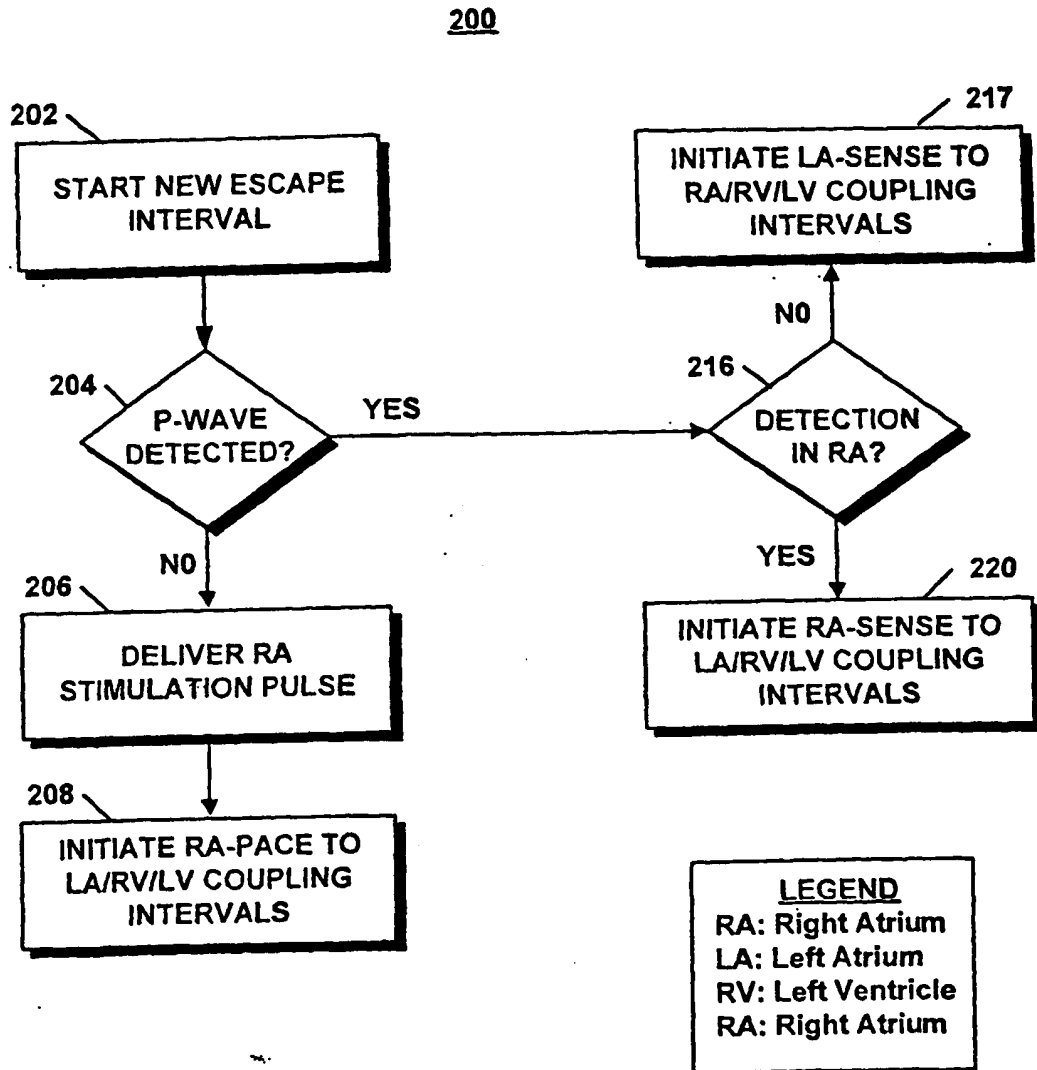 200
202
START NEW ESCAPE
INTERVAL
204
P-WAVE
DETECTED?
YES
NO
206
DELIVER RA
STIMULATION PULSE
208
INITIATE RA-PACE TO
LA/RV/LV COUPLING
INTERVALS
217
INITIATE LA-SENSE TO
RA/RV/LV COUPLING
INTERVALS
NO
216
DETECTION
IN RA?
YES
220
INITIATE RA-SENSE TO
LA/RV/LV COUPLING
INTERVALS
LEGEND
RA: Right Atrium
LA: Left Atrium
RV: Left Ventricle
RA: Right Atrium